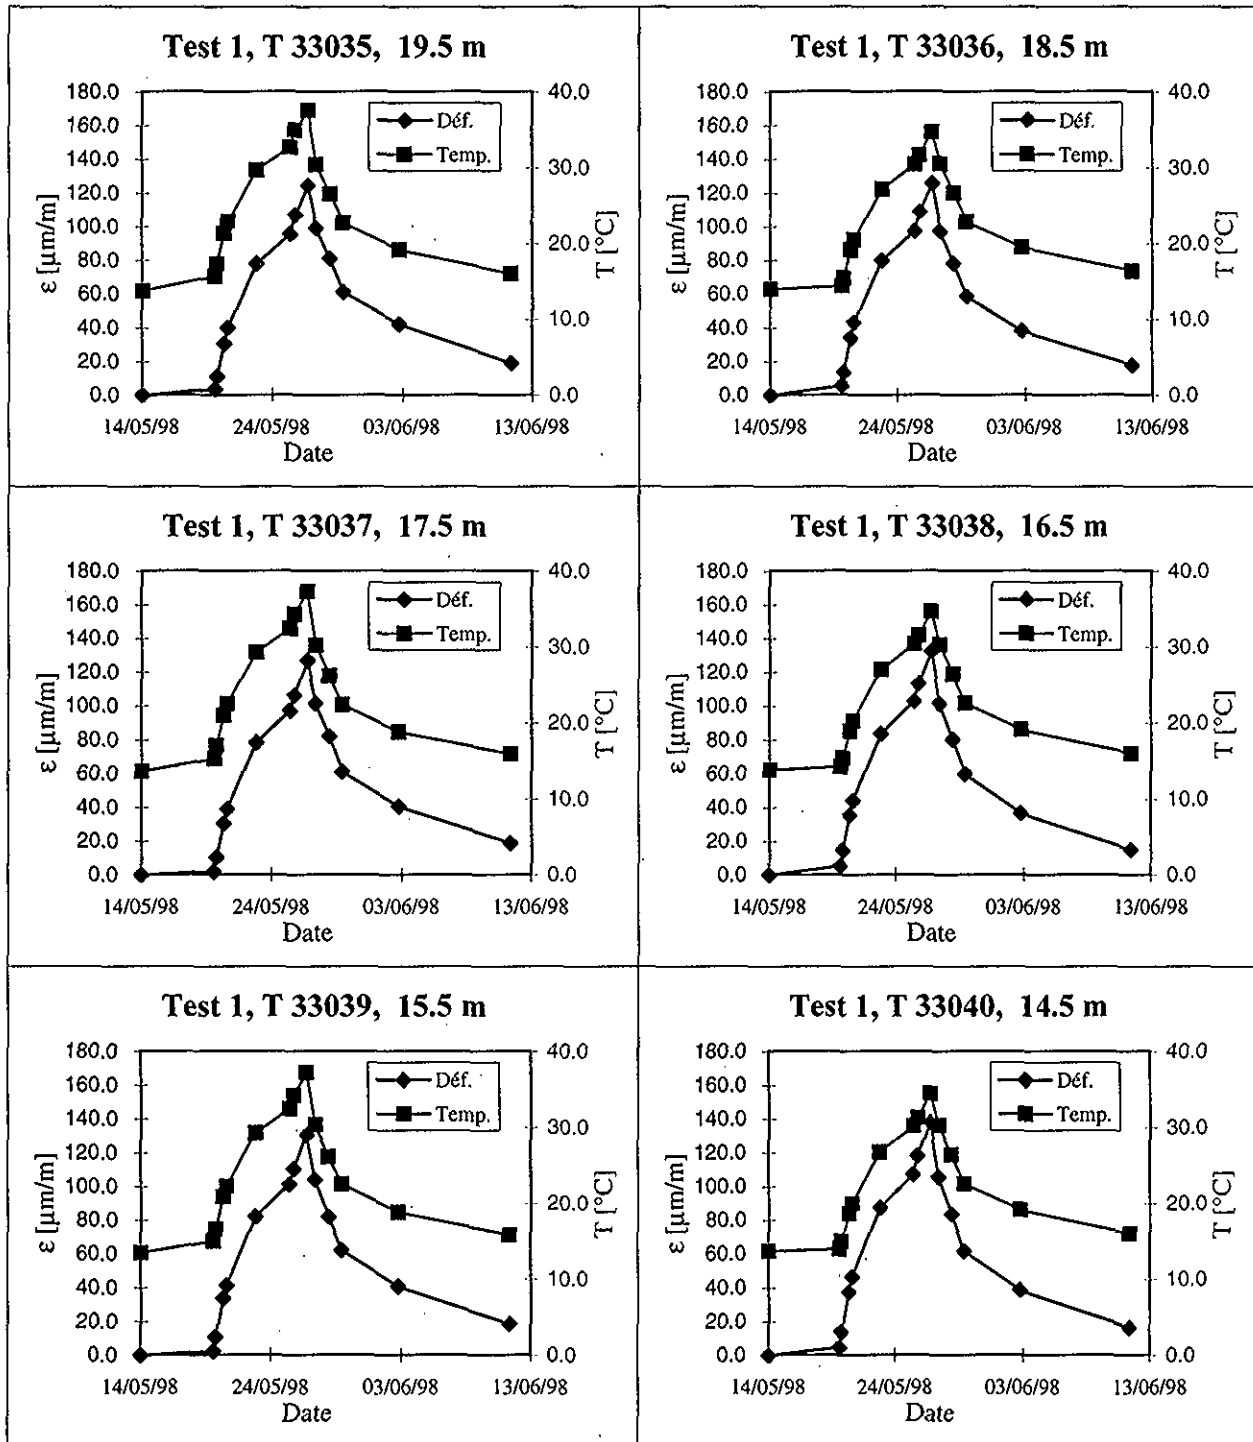 Test 1, T 33035, 19.5 m
180.0
160.0
140.0
120.0
100.0
80.0
60.0
40.0
20.0
0.0
ε [µm/m]
40.0
30.0
20.0
10.0
0.0
T [°C]
Déf.
Temp.
14/05/98 24/05/98 03/06/98 13/06/98
Date
Test 1, T 33036, 18.5 m
180.0
160.0
140.0
120.0
100.0
80.0
60.0
40.0
20.0
0.0
ε [µm/m]
40.0
30.0
20.0
10.0
0.0
T [°C]
Déf.
Temp.
14/05/98 24/05/98 03/06/98 13/06/98
Date
Test 1, T 33037, 17.5 m
180.0
160.0
140.0
120.0
100.0
80.0
60.0
40.0
20.0
0.0
ε [µm/m]
40.0
30.0
20.0
10.0
0.0
T [°C]
Déf.
Temp.
14/05/98 24/05/98 03/06/98 13/06/98
Date
Test 1, T 33038, 16.5 m
180.0
160.0
140.0
120.0
100.0
80.0
60.0
40.0
20.0
0.0
ε [µm/m]
40.0
30.0
20.0
10.0
0.0
T [°C]
Déf.
Temp.
14/05/98 24/05/98 03/06/98 13/06/98
Date
Test 1, T 33039, 15.5 m
180.0
160.0
140.0
120.0
100.0
80.0
60.0
40.0
20.0
0.0
ε [µm/m]
40.0
30.0
20.0
10.0
0.0
T [°C]
Déf.
Temp.
14/05/98 24/05/98 03/06/98 13/06/98
Date
Test 1, T 33040, 14.5 m
180.0
160.0
140.0
120.0
100.0
80.0
60.0
40.0
20.0
0.0
ε [µm/m]
40.0
30.0
20.0
10.0
0.0
T [°C]
Déf.
Temp.
14/05/98 24/05/98 03/06/98 13/06/98
Date